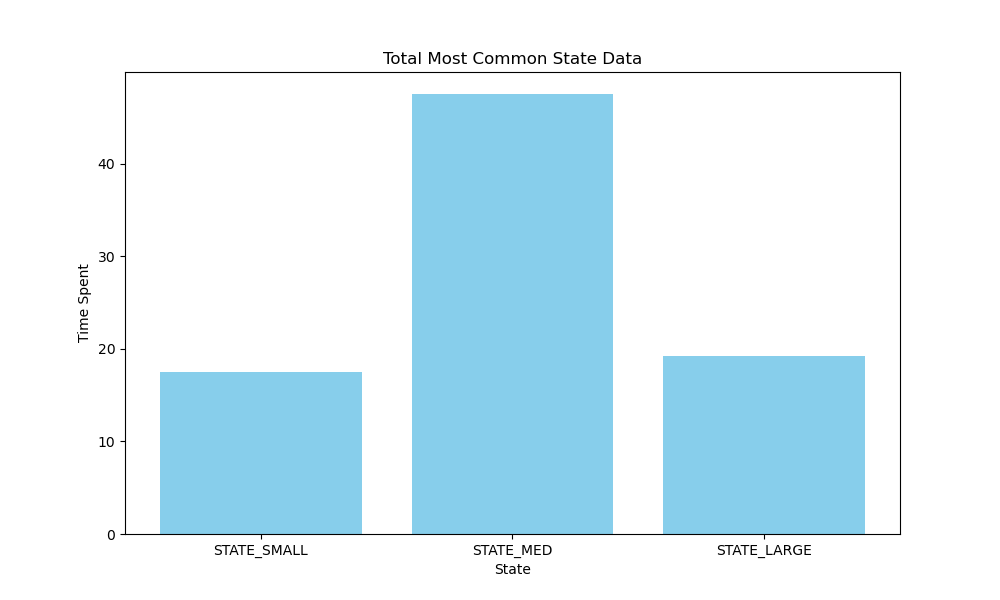 Total Most Common State Data
Time Spent
40
30
20
10
0
STATE_SMALL STATE_MED STATE_LARGE
State